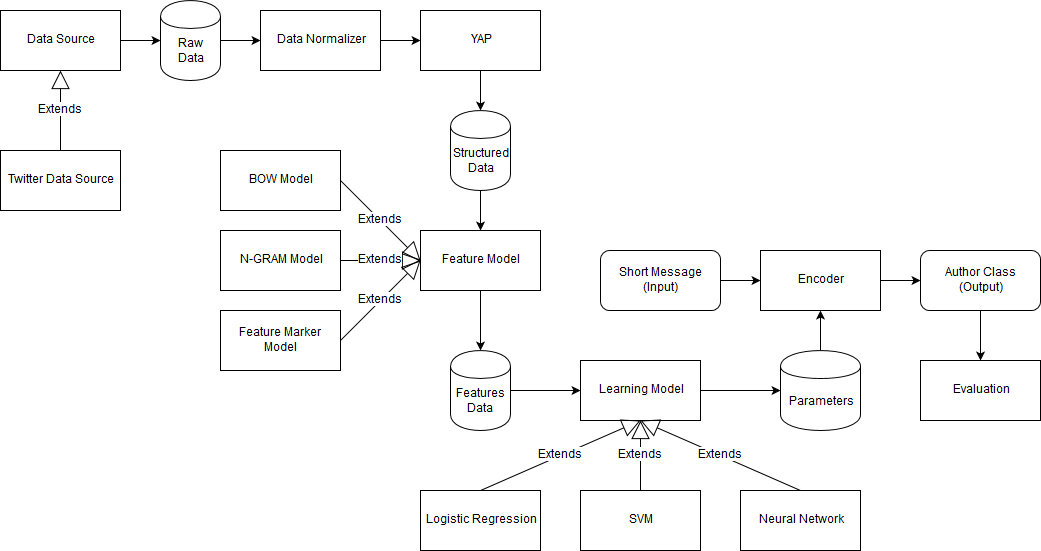 Data Source
Raw
Data
Data Normalizer
YAP
Extends
Twitter Data Source
Structured
Data
BOW Model
Extends
N-GRAM Model
Extends
Feature Model
Feature Marker
Model
Extends
Short Message
(Input)
Encoder
Author Class
(Output)
Features
Data
Learning Model
Parameters
Evaluation
Extends
Extends
Extends
Logistic Regression
SVM
Neural Network